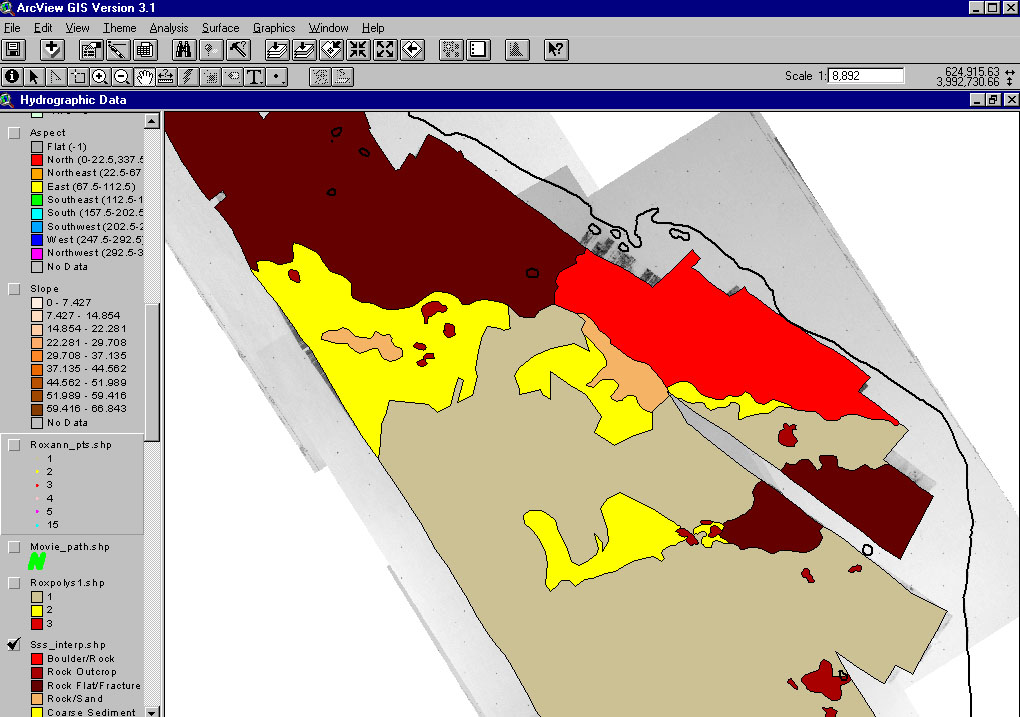 ArcView GIS Version 3.1
File Edit View Theme Analysis Surface Graphics Window Help
Scale 1: 8,892
624,915.63
3,992,730.66
Hydrographic Data
Aspect
Flat (-1)
North (0-22.5,337.5
Northeast (22.5-67
East (67.5-112.5)
Southeast (112.5-1
South (157.5-202.5
Southwest (202.5-2
West (247.5-292.5)
Northwest (292.5-3
No Data
Slope
0 - 7.427
7.427 - 14.854
14.854 - 22.281
22.281 - 29.708
29.708 - 37.135
37.135 - 44.562
44.562 - 51.989
51.989 - 59.416
59.416 - 66.843
No Data
Roxann_pts.shp
1
2
3
4
5
15
Movie_path.shp
Roxpolys1.shp
1
2
3
Sss_interp.shp
Boulder/Rock
Rock Outcrop
Rock Flat/Fracture
Rock/Sand
Coarse Sediment